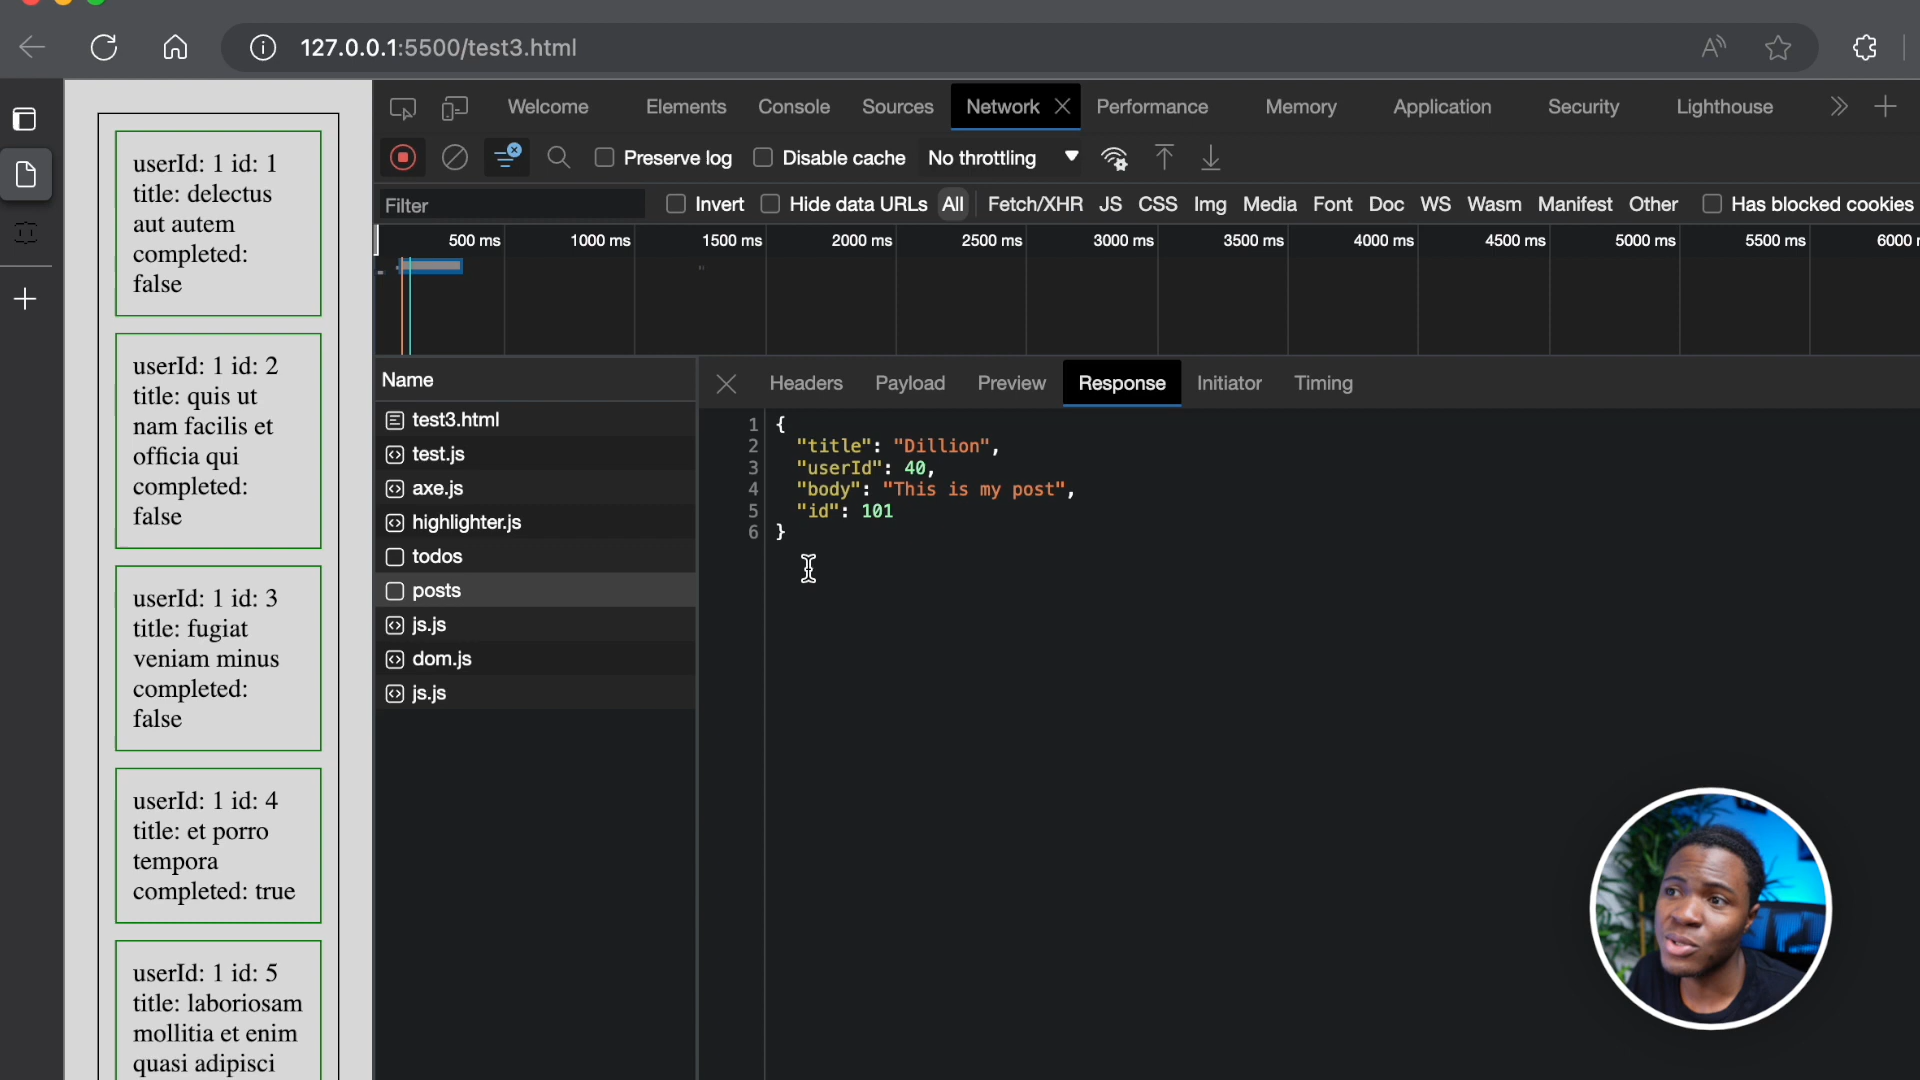 127.0.0.1:5500/test3.html
Welcome Elements Console Sources Network Performance Memory Application Security Lighthouse
Preserve log Disable cache No throttling
Filter Invert Hide data URLs All Fetch/XHR JS CSS Img Media Font Doc WS Wasm Manifest Other Has blocked cookies
500 ms 1000 ms 1500 ms 2000 ms 2500 ms 3000 ms 3500 ms 4000 ms 4500 ms 5000 ms 5500 ms 6000
userId: 1 id: 1
title: delectus
aut autem
completed:
false
userId: 1 id: 2
title: quis ut
nam facilis et
officia qui
completed:
false
userId: 1 id: 3
title: fugiat
veniam minus
completed:
false
userId: 1 id: 4
title: et porro
tempora
completed: true
userId: 1 id: 5
title: laboriosam
mollitia et enim
quasi adipisci
Name
test3.html
test.js
axe.js
highlighter.js
todos
posts
js.js
dom.js
js.js
Headers Payload Preview Response Initiator Timing
1 {
2 "title": "Dillion",
3 "userId": 40,
4 "body": "This is my post",
5 "id": 101
6 }